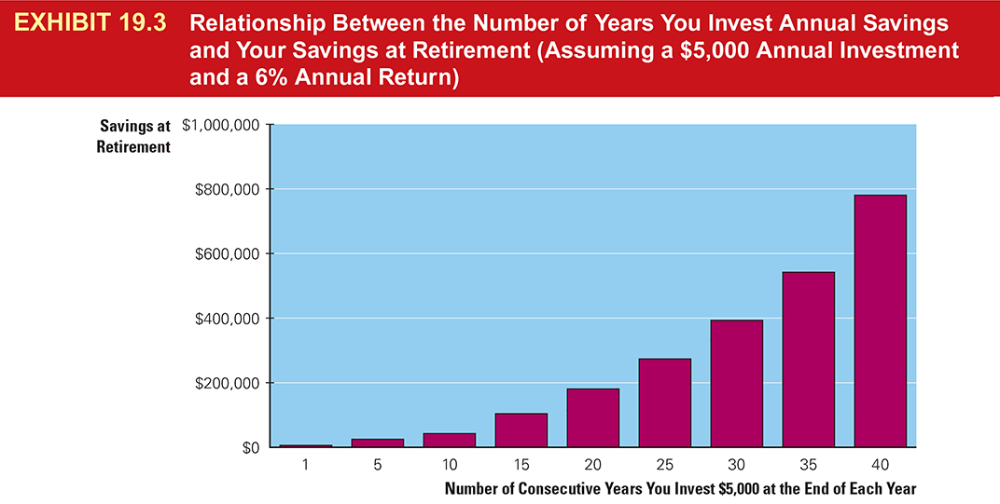 EXHIBIT 19.3 Relationship Between the Number of Years You Invest Annual Savings
and Your Savings at Retirement (Assuming a $5,000 Annual Investment
and a 6% Annual Return)
Savings at
Retirement
$1,000,000
$800,000
$600,000
$400,000
$200,000
$0
1 5 10 15 20 25 30 35 40
Number of Consecutive Years You Invest $5,000 at the End of Each Year